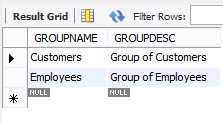 Result Grid Filter Rows:
GROUPNAME GROUPDESC
Customers Group of Customers
Employees Group of Employees
NULL NULL